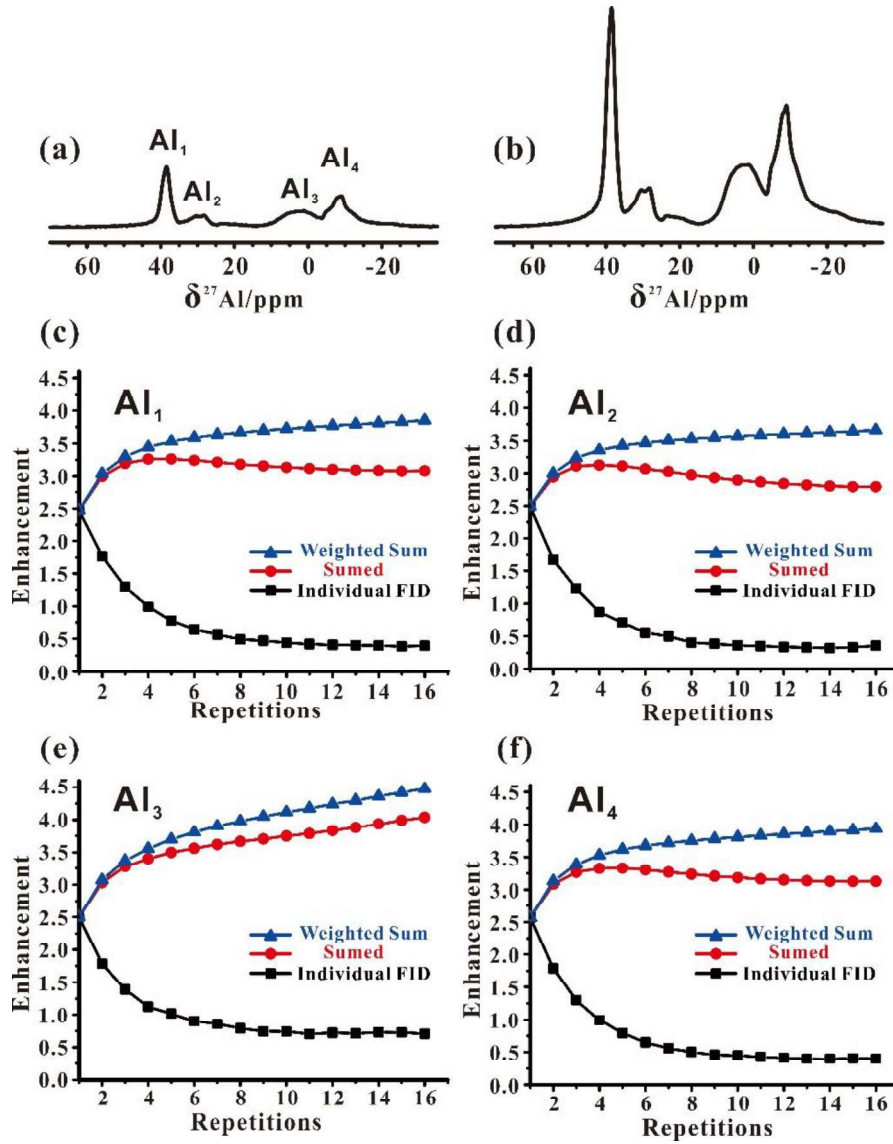 (a)
Al1
Al2
Al3
Al4
60 40 20 0 -20
δ²⁷Al/ppm
(b)
60 40 20 0 -20
δ²⁷Al/ppm
(c)
Al1
4.5
4.0
3.5
3.0
2.5
2.0
1.5
1.0
0.5
0.0
Enhancement
Weighted Sum
Sumed
Individual FID
2 4 6 8 10 12 14 16
Repetitions
(d)
Al2
4.5
4.0
3.5
3.0
2.5
2.0
1.5
1.0
0.5
0.0
Enhancement
Weighted Sum
Sumed
Individual FID
2 4 6 8 10 12 14 16
Repetitions
(e)
Al3
4.5
4.0
3.5
3.0
2.5
2.0
1.5
1.0
0.5
0.0
Enhancement
Weighted Sum
Sumed
Individual FID
2 4 6 8 10 12 14 16
Repetitions
(f)
Al4
4.5
4.0
3.5
3.0
2.5
2.0
1.5
1.0
0.5
0.0
Enhancement
Weighted Sum
Sumed
Individual FID
2 4 6 8 10 12 14 16
Repetitions